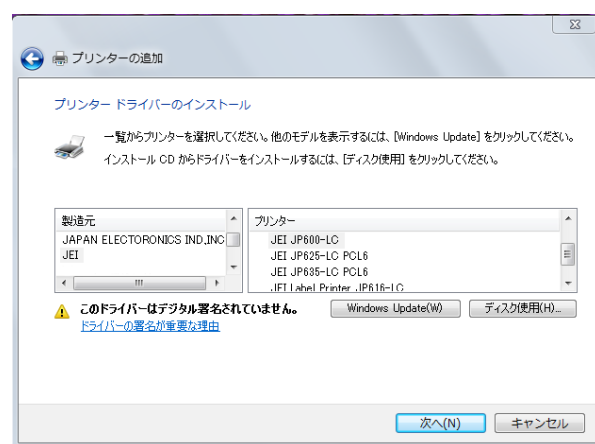 プリンターの追加
プリンター ドライバーのインストール
一覧からプリンターを選択してください。他のモデルを表示するには、[Windows Update] をクリックしてください。
インストール CD からドライバーをインストールするには、[ディスク使用] をクリックしてください。
製造元
JAPAN ELECTORONICS IND,INC
JEI
プリンター
JEI JP600-LC
JEI JP625-LC PCL6
JEI JP635-LC PCL6
JEI Label Printer JP616-LC
このドライバーはデジタル署名されていません。
ドライバーの署名が重要な理由
Windows Update(W)
ディスク使用(H)...
次へ(N)
キャンセル